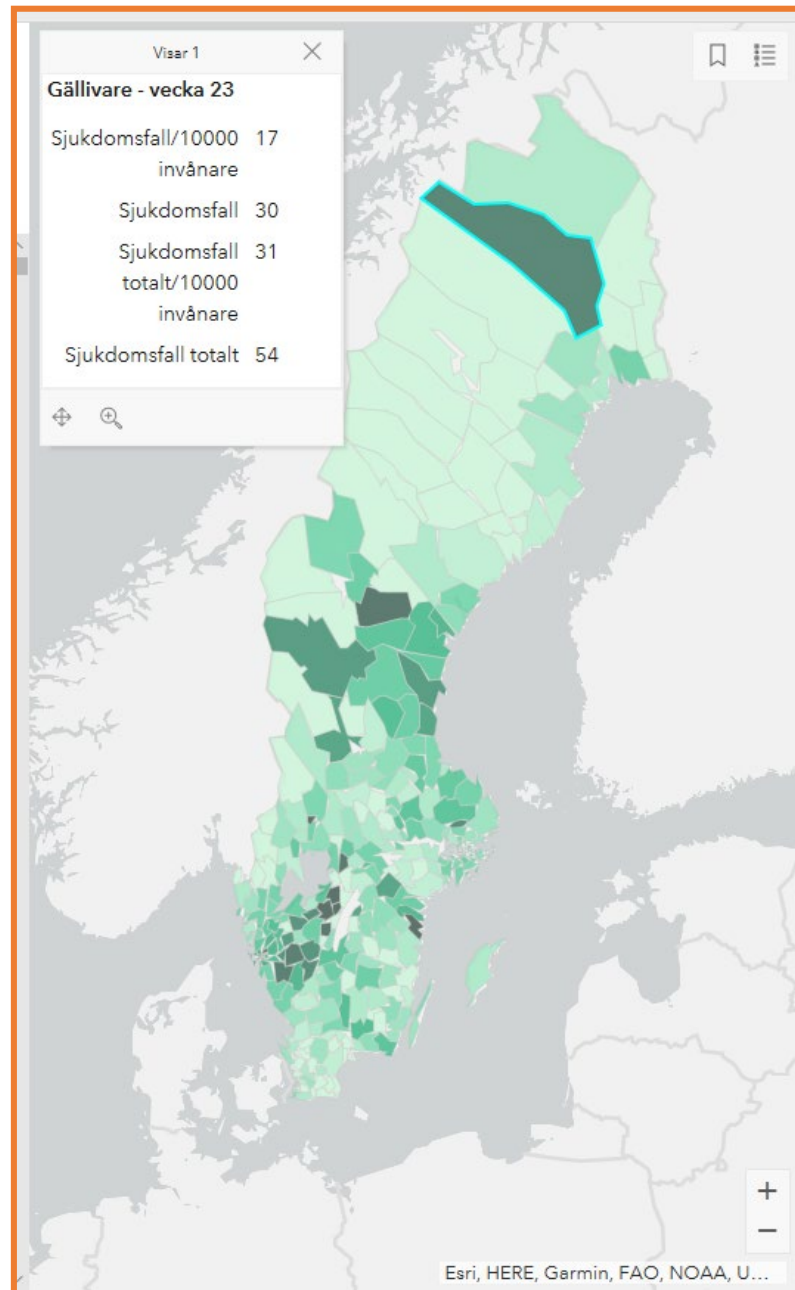 Visar 1
Gällivare - vecka 23
Sjukdomsfall/10000 17
invånare
Sjukdomsfall 30
Sjukdomsfall 31
totalt/10000
invånare
Sjukdomsfall totalt 54
+
−
Esri, HERE, Garmin, FAO, NOAA, U...